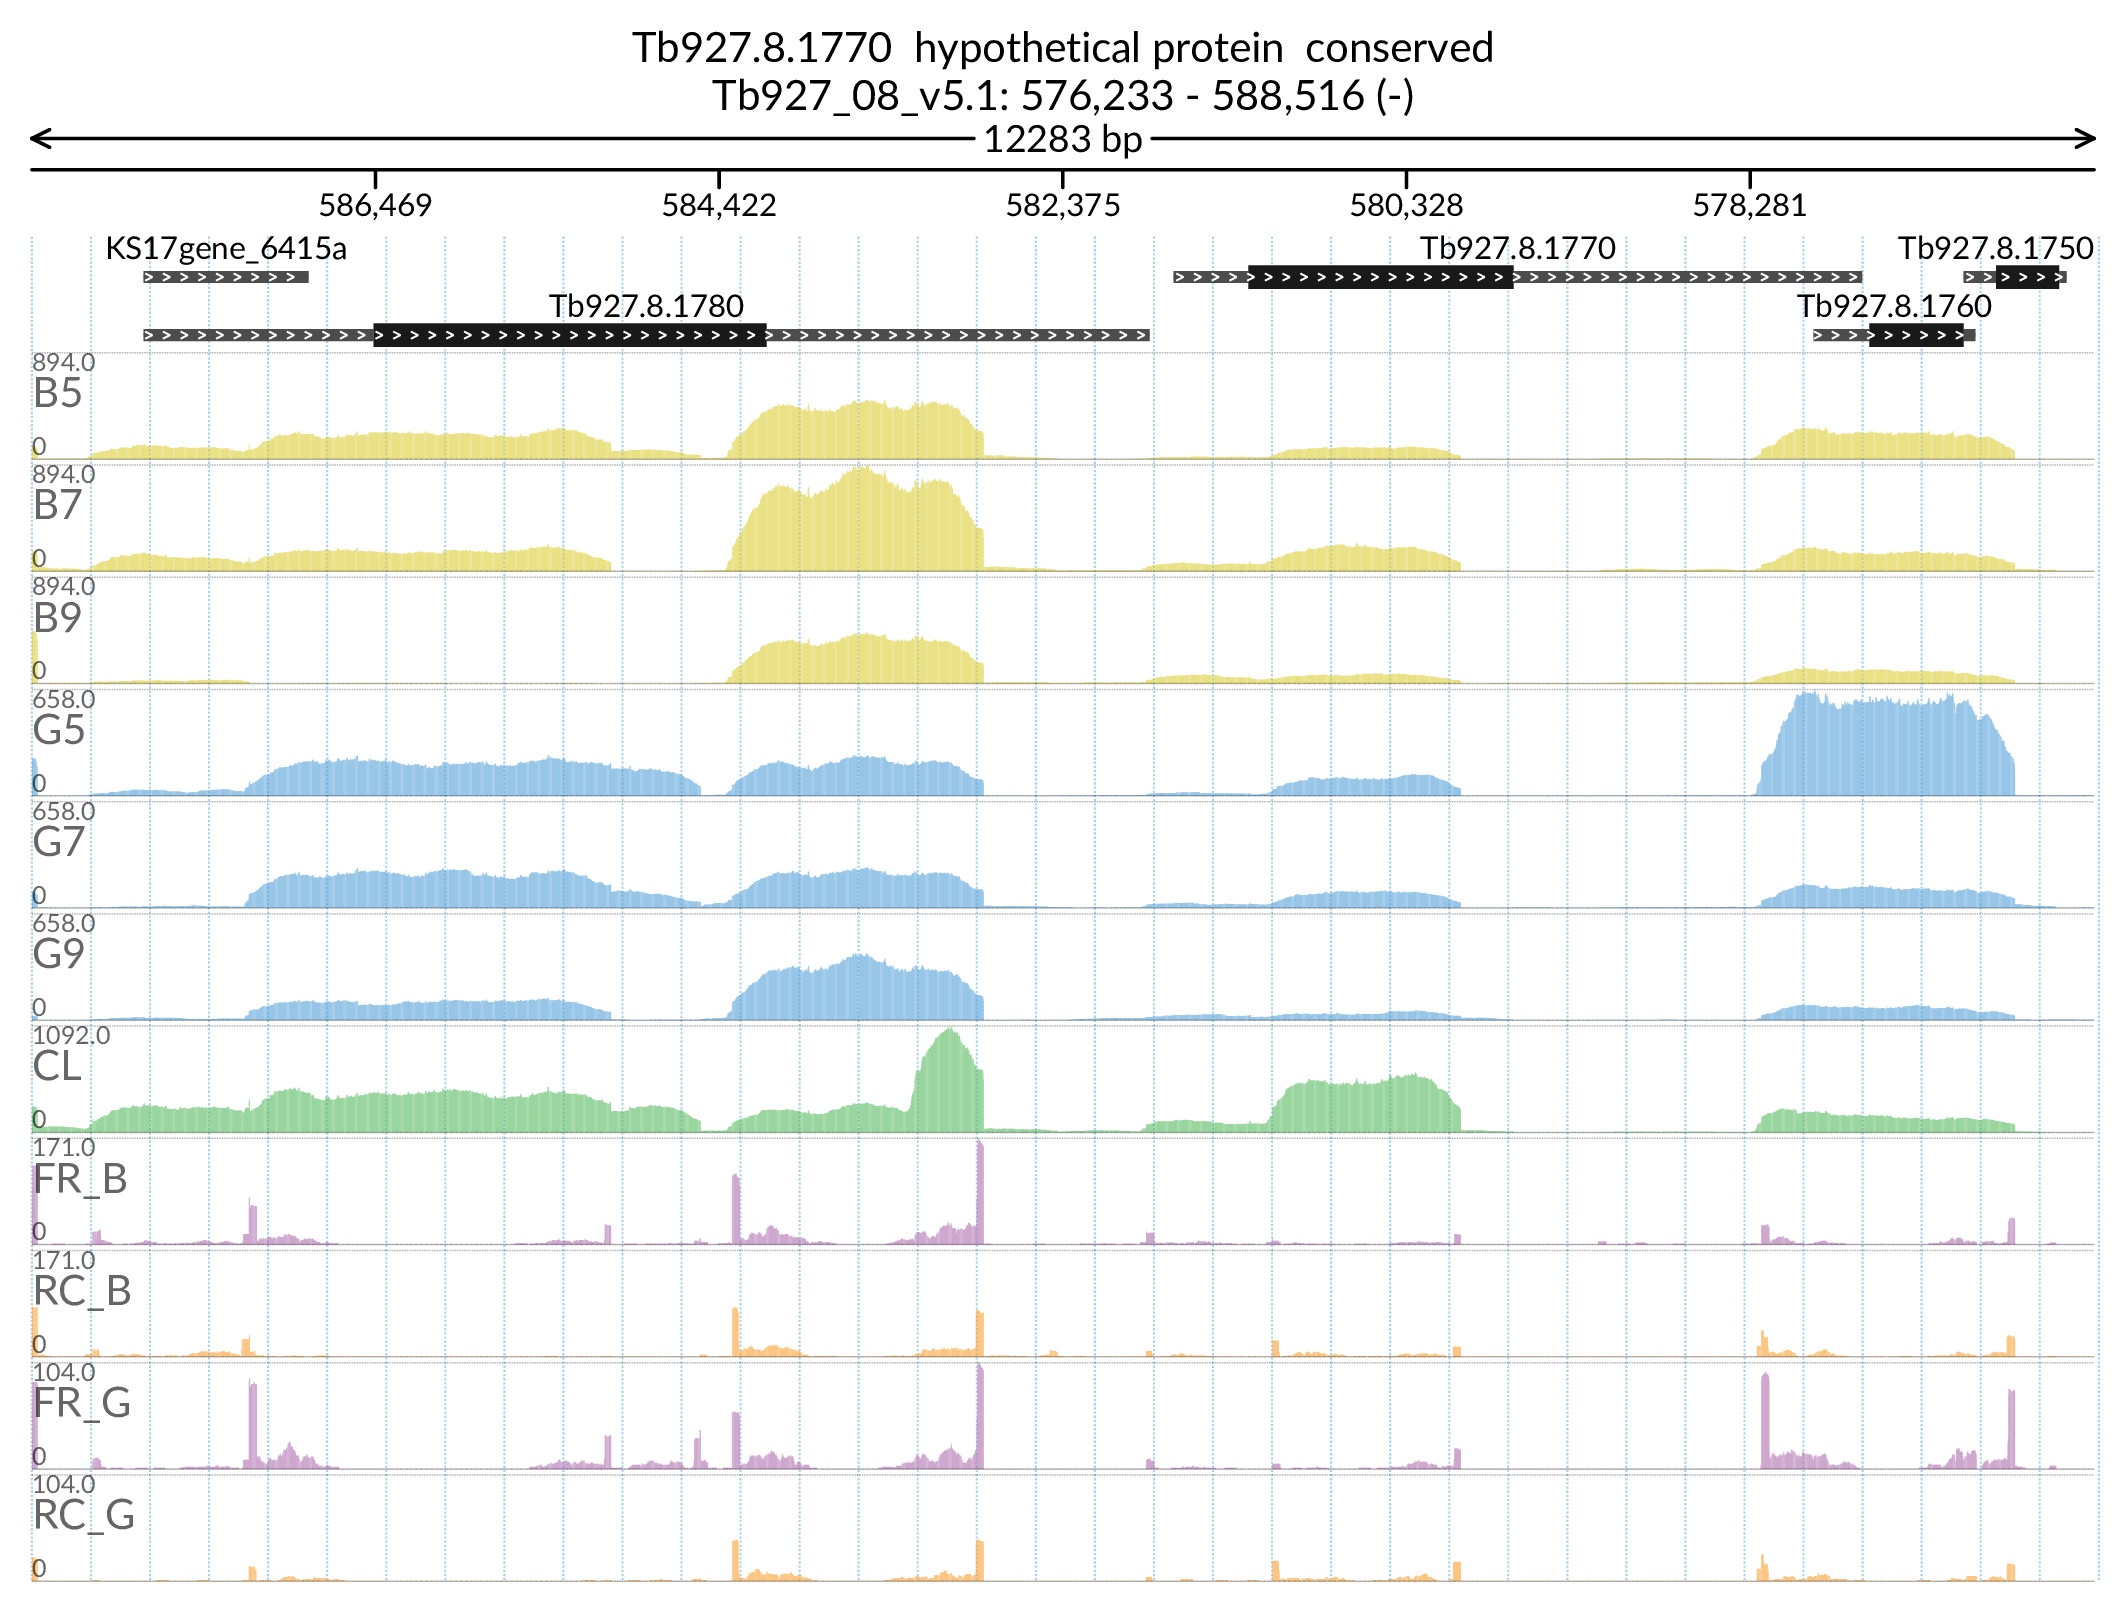 Tb927.8.1770 hypothetical protein conserved
Tb927_08_v5.1: 576,233 - 588,516 (-)
12283 bp
586,469 584,422 582,375 580,328 578,281
KS17gene_6415a Tb927.8.1770 Tb927.8.1750
Tb927.8.1780 Tb927.8.1760
894.0
B5
0
894.0
B7
0
894.0
B9
0
658.0
G5
0
658.0
G7
0
658.0
G9
0
1092.0
CL
0
171.0
FR_B
0
171.0
RC_B
0
104.0
FR_G
0
104.0
RC_G
0